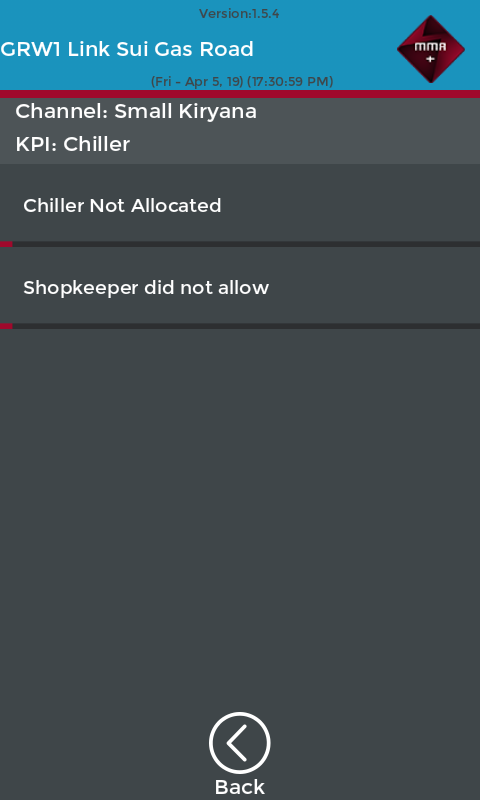 Version:1.5.4
GRW1 Link Sui Gas Road
MMA
+
(Fri - Apr 5, 19) (17:30:59 PM)
Channel: Small Kiryana
KPI: Chiller
Chiller Not Allocated
Shopkeeper did not allow
Back